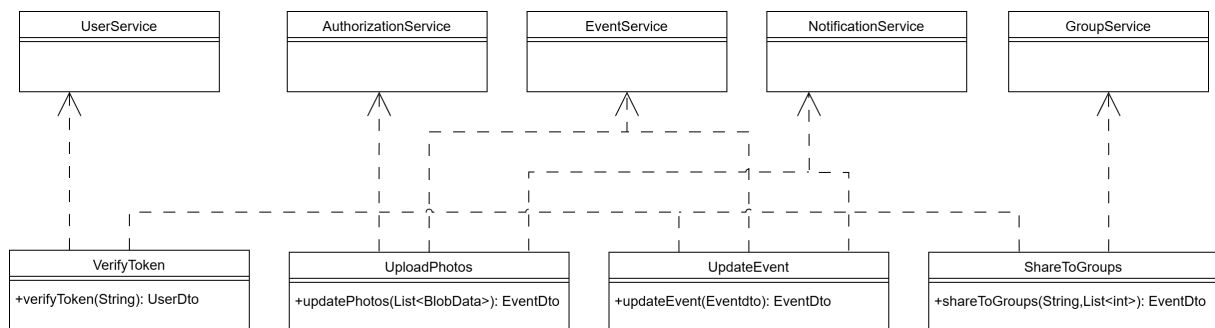 UserService
AuthorizationService
EventService
NotificationService
GroupService
VerifyToken
+verifyToken(String): UserDto
UploadPhotos
+updatePhotos(List<BlobData>): EventDto
UpdateEvent
+updateEvent(Eventdto): EventDto
ShareToGroups
+shareToGroups(String,List<int>): EventDto